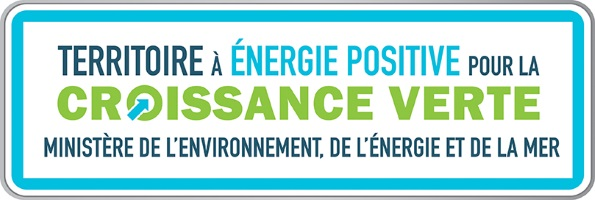 TERRITOIRE À ÉNERGIE POSITIVE POUR LA
CROISSANCE VERTE
MINISTÈRE DE L'ENVIRONNEMENT, DE L'ÉNERGIE ET DE LA MER